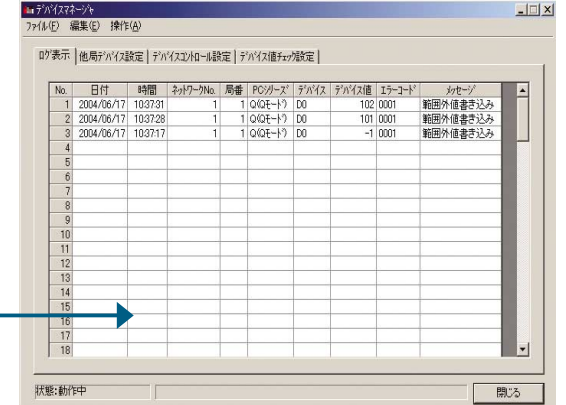 デバイスマネージャ
ファイル(F) 編集(E) 操作(A)
ログ表示 他局デバイス設定 デバイスコントロール設定 デバイス値チェック設定
No. 日付 時間 ネットワークNo. 局番 PCシリーズ デバイス デバイス値 エラーコード メッセージ
1 2004/06/17 10:37:31 1 1 Q(Qモード) D0 102 0001 範囲外値書き込み
2 2004/06/17 10:37:28 1 1 Q(Qモード) D0 101 0001 範囲外値書き込み
3 2004/06/17 10:37:17 1 1 Q(Qモード) D0 -1 0001 範囲外値書き込み
4
5
6
7
8
9
10
11
12
13
14
15
16
17
18
状態:動作中
閉じる